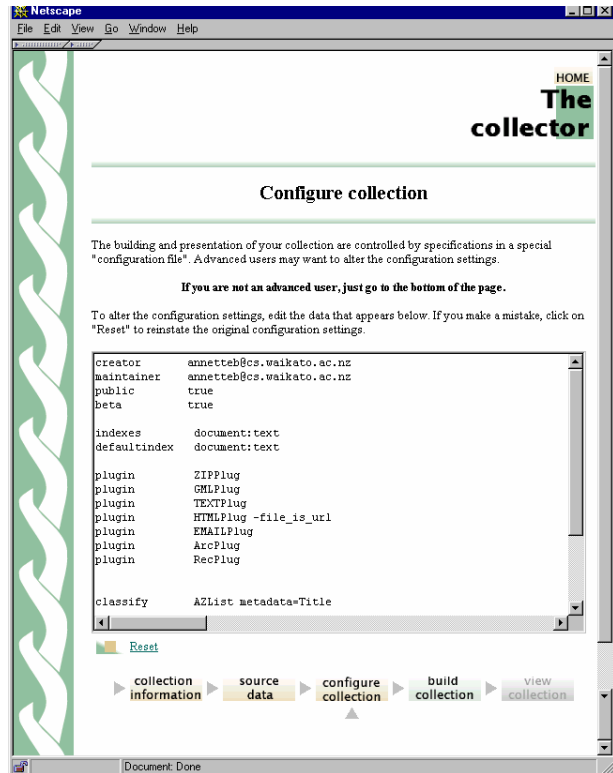 Netscape
File Edit View Go Window Help
HOME
The
collector
Configure collection
The building and presentation of your collection are controlled by specifications in a special
"configuration file". Advanced users may want to alter the configuration settings.
If you are not an advanced user, just go to the bottom of the page.
To alter the configuration settings, edit the data that appears below. If you make a mistake, click on
"Reset" to reinstate the original configuration settings.
creator annetteb@cs.waikato.ac.nz
maintainer annetteb@cs.waikato.ac.nz
public true
beta true
indexes document:text
defaultindex document:text
plugin ZIPPlug
plugin GMLPlug
plugin TEXTPlug
plugin HTMLPlug -file_is_url
plugin EMAILPlug
plugin ArcPlug
plugin RecPlug
classify AZList metadata=Title
Reset
collection information
source data
configure collection
build collection
view collection
Document: Done